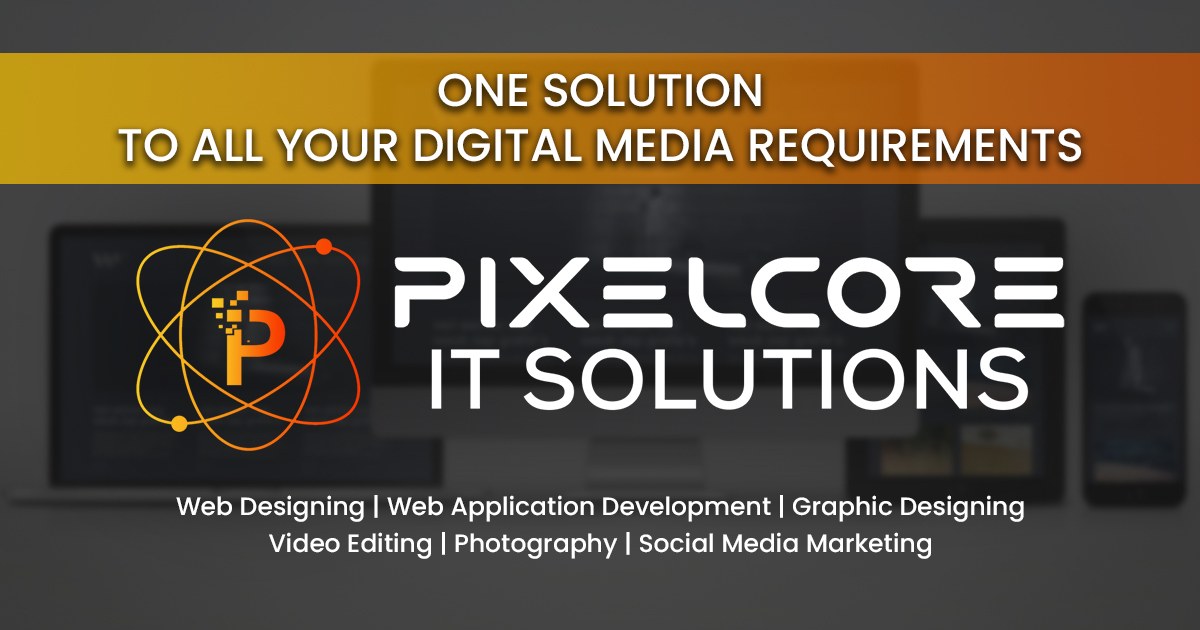 ONE SOLUTION
TO ALL YOUR DIGITAL MEDIA REQUIREMENTS
P
PIXELCORE
IT SOLUTIONS
Web Designing | Web Application Development | Graphic Designing
Video Editing | Photography | Social Media Marketing